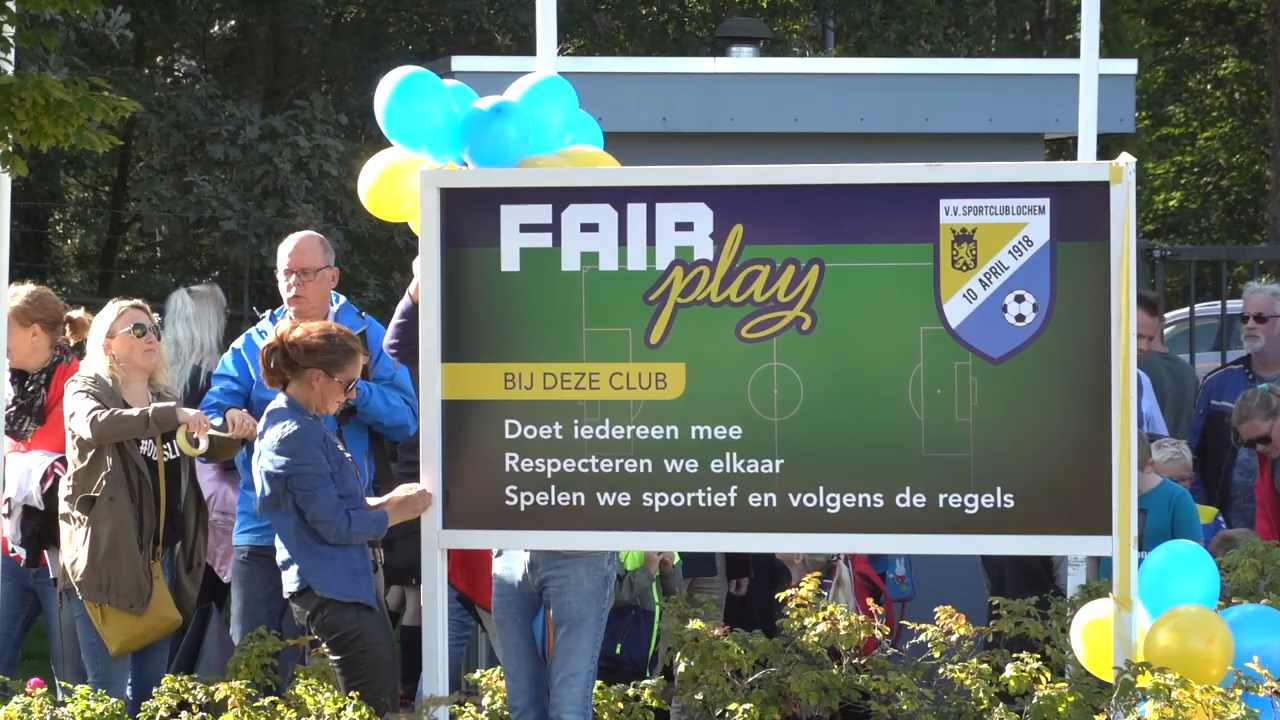 FAIR
play
V.V. SPORTCLUB LOCHEM
10 APRIL 1918
BIJ DEZE CLUB
Doet iedereen mee
Respecteren we elkaar
Spelen we sportief en volgens de regels